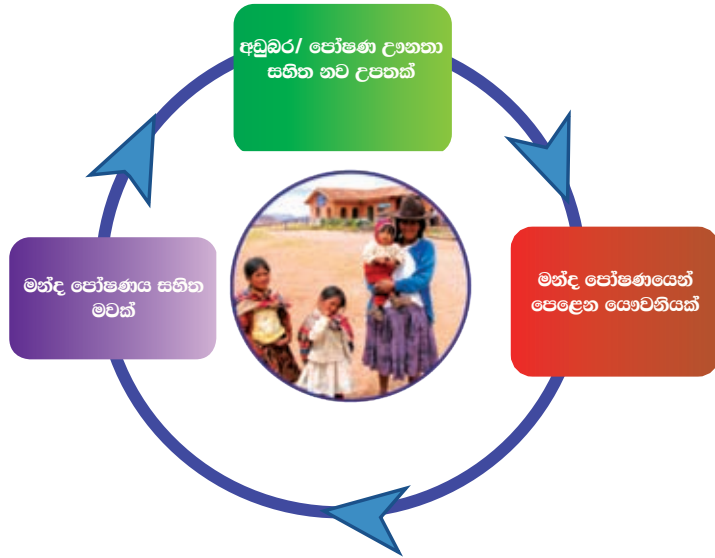 අඩුබර/ පෝෂණ ඌනතා
සහිත නව උපතක්
මන්ද පෝෂණයෙන්
පෙළෙන යෞවනියක්
මන්ද පෝෂණය සහිත
මවක්